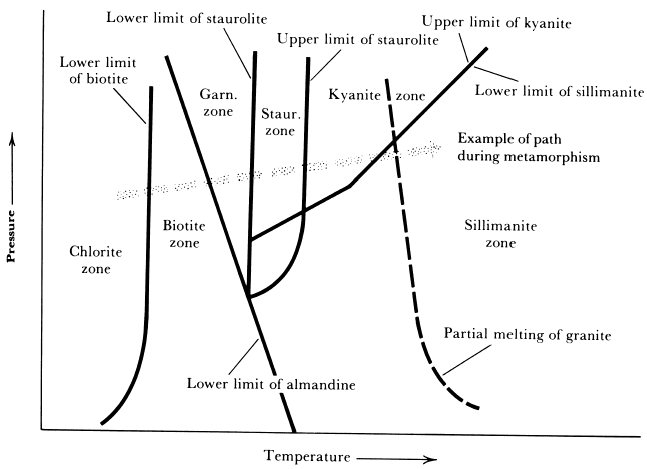 Lower limit of staurolite
Upper limit of kyanite
Upper limit of staurolite
Lower limit
of biotite
Garn.
zone
Kyanite zone
Lower limit of sillimanite
Staur.
zone
Example of path
during metamorphism
Pressure
Chlorite
zone
Biotite
zone
Sillimanite
zone
Partial melting of granite
Lower limit of almandine
Temperature